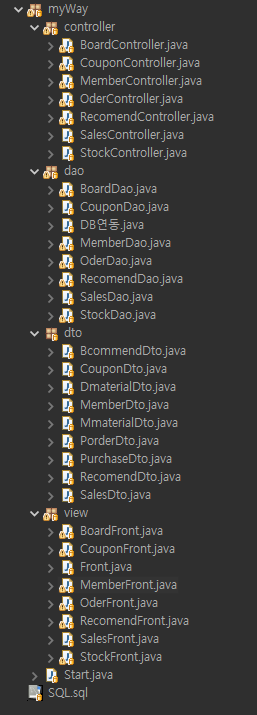 myWay
controller
BoardController.java
CouponController.java
MemberController.java
OderController.java
RecomendController.java
SalesController.java
StockController.java
dao
BoardDao.java
CouponDao.java
DB연동.java
MemberDao.java
OderDao.java
RecomendDao.java
SalesDao.java
StockDao.java
dto
BcommendDto.java
CouponDto.java
DmaterialDto.java
MemberDto.java
MmaterialDto.java
PorderDto.java
PurchaseDto.java
RecomendDto.java
SalesDto.java
view
BoardFront.java
CouponFront.java
Front.java
MemberFront.java
OderFront.java
RecomendFront.java
SalesFront.java
StockFront.java
Start.java
SQL.sql